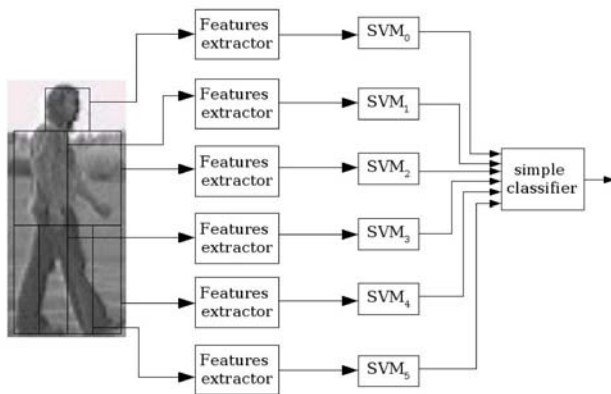 Features
extractor
SVM0
Features
extractor
SVM1
Features
extractor
SVM2
simple
classifier
Features
extractor
SVM3
Features
extractor
SVM4
Features
extractor
SVM5